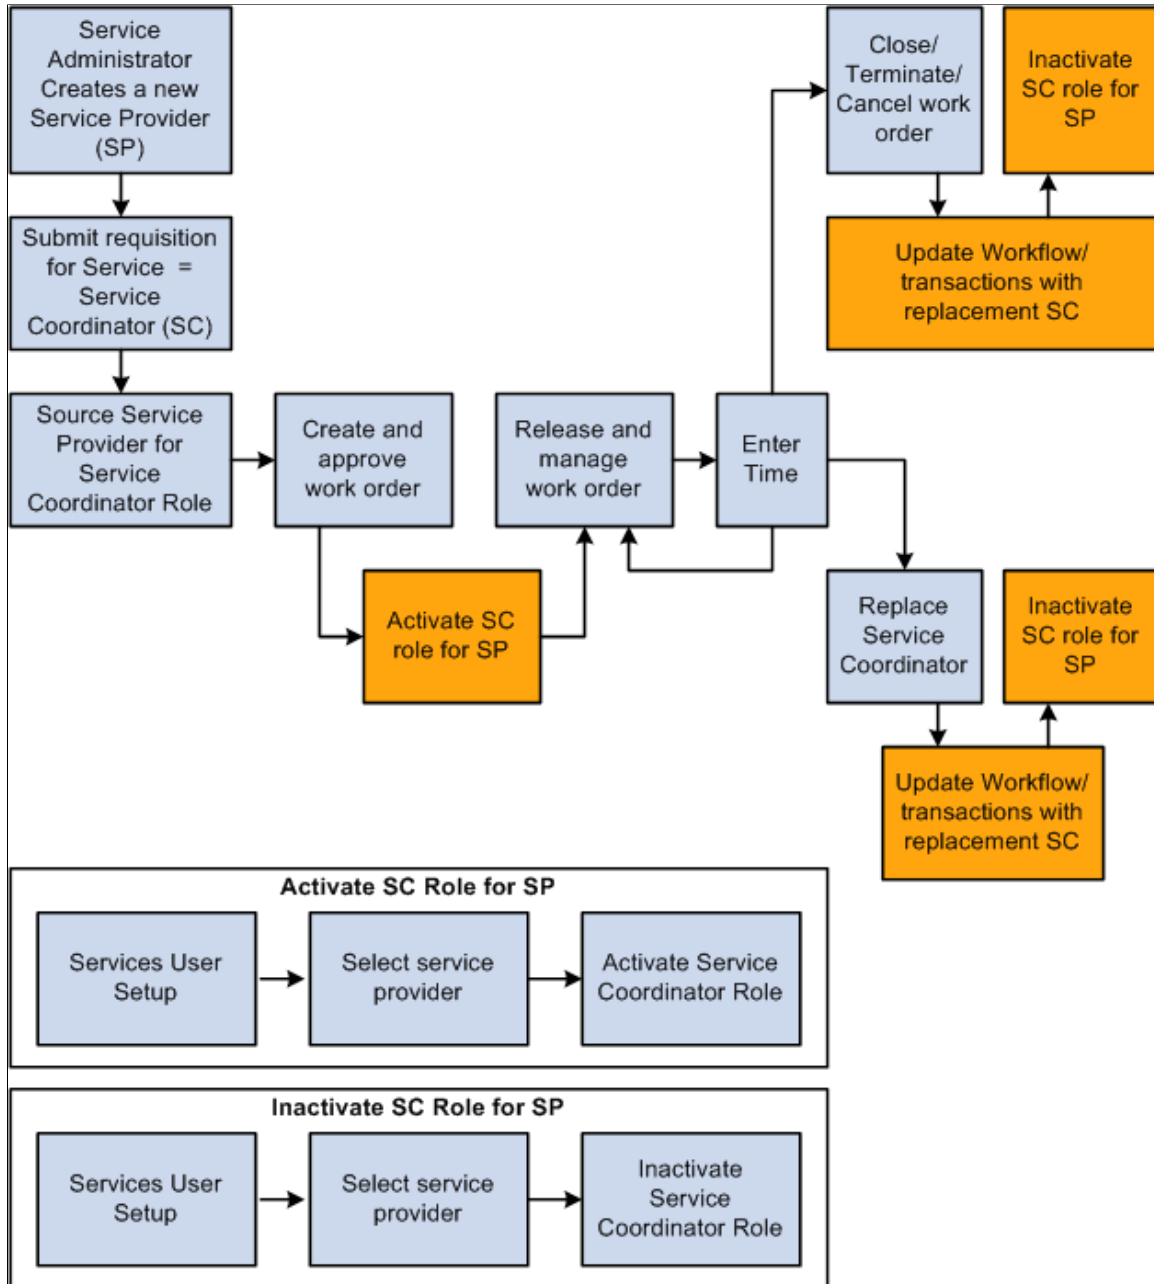 Service
Administrator
Creates a new
Service Provider
(SP)
Submit requisition
for Service =
Service
Coordinator (SC)
Source Service
Provider for
Service
Coordinator Role
Create and
approve
work order
Activate SC
role for SP
Release and
manage
work order
Enter
Time
Close/
Terminate/
Cancel work
order
Update Workflow/
transactions with
replacement SC
Inactivate
SC role for
SP
Replace
Service
Coordinator
Update Workflow/
transactions with
replacement SC
Inactivate
SC role for
SP
Activate SC Role for SP
Services User
Setup
Select service
provider
Activate Service
Coordinator Role
Inactivate SC Role for SP
Services User
Setup
Select service
provider
Inactivate
Service
Coordinator Role